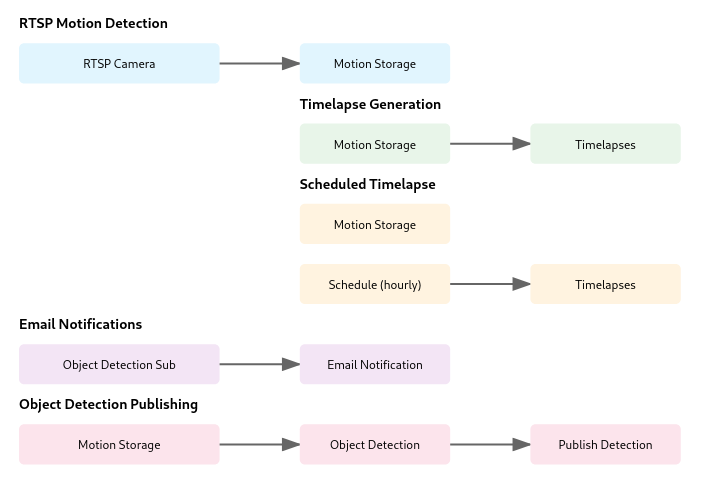 RTSP Motion Detection
RTSP Camera
Motion Storage
Timelapse Generation
Motion Storage
Timelapses
Scheduled Timelapse
Motion Storage
Schedule (hourly)
Timelapses
Email Notifications
Object Detection Sub
Email Notification
Object Detection Publishing
Motion Storage
Object Detection
Publish Detection